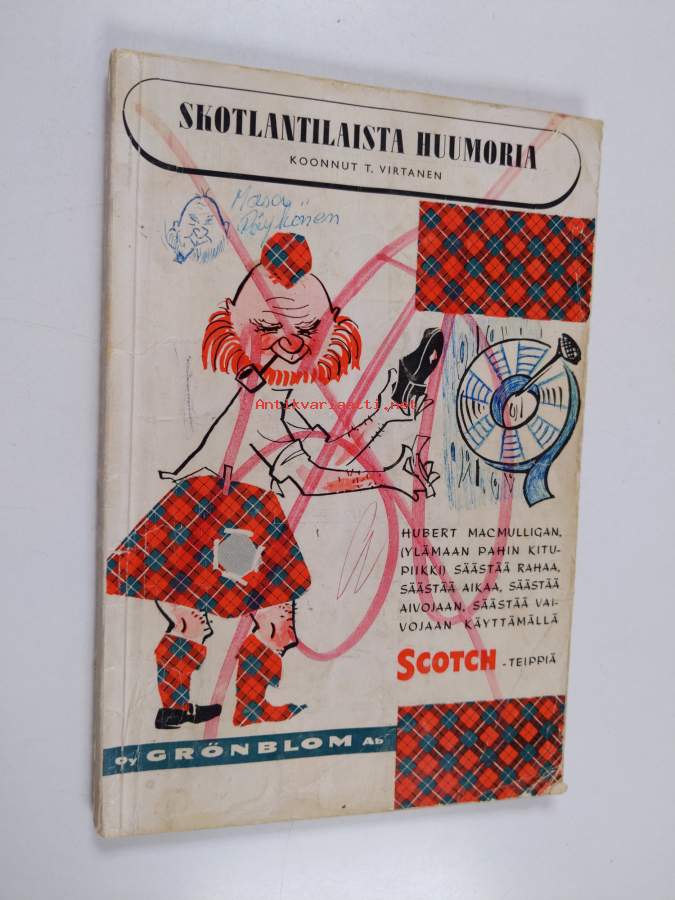 SKOTLANTILAISTA HUUMORIA
KOONNUT T. VIRTANEN
Antikvariaatti.net
HUBERT MACMULLIGAN,
(YLÄMAAN PAHIN KITU-
PIIKKI) SÄÄSTÄÄ RAHAA,
SÄÄSTÄÄ AIKAA, SÄÄSTÄÄ
AIVOJAAN, SÄÄSTÄÄ VAI-
VOJAAN KÄYTTÄMÄLLÄ
SCOTCH - TEIPPIÄ
Oy GRÖNBLOM Ab